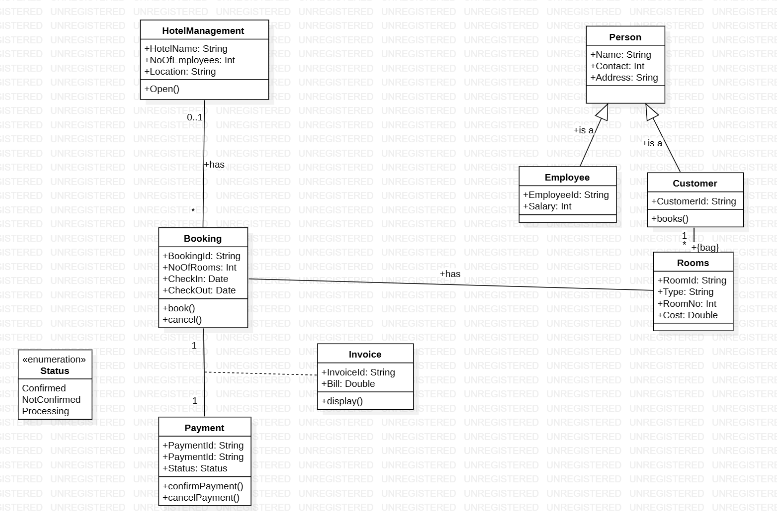 HotelManagement
+HotelName: String
+NoOfEmployees: Int
+Location: String
+Open()
0..1
+has
*
Person
+Name: String
+Contact: Int
+Address: Sring
+is a
+is a
Employee
+EmployeeId: String
+Salary: Int
Customer
+CustomerId: String
+books()
1
*
+{bag}
Booking
+BookingId: String
+NoOfRooms: Int
+CheckIn: Date
+CheckOut: Date
+book()
+cancel()
+has
Rooms
+RoomId: String
+Type: String
+RoomNo: Int
+Cost: Double
1
1
«enumeration»
Status
Confirmed
NotConfirmed
Processing
Invoice
+InvoiceId: String
+Bill: Double
+display()
Payment
+PaymentId: String
+PaymentId: String
+Status: Status
+confirmPayment()
+cancelPayment()
UNREGISTERED